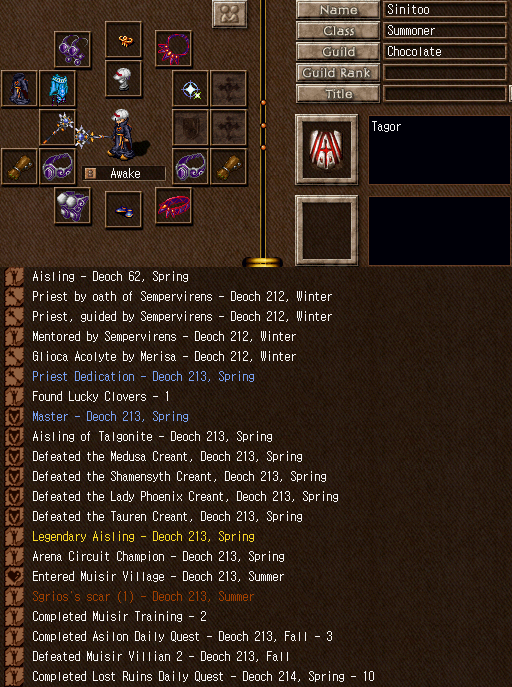 Name Sinitoo
Class Summoner
Guild Chocolate
Guild Rank
Title
Tagor
Awake
Aisling - Deoch 62, Spring
Priest by oath of Sempervirens - Deoch 212, Winter
Priest, guided by Sempervirens - Deoch 212, Winter
Mentored by Sempervirens - Deoch 212, Winter
Glioca Acolyte by Merisa - Deoch 212, Winter
Priest Dedication - Deoch 213, Spring
Found Lucky Clovers - 1
Master - Deoch 213, Spring
Aisling of Talgonite - Deoch 213, Spring
Defeated the Medusa Creant, Deoch 213, Spring
Defeated the Shamensyth Creant, Deoch 213, Spring
Defeated the Lady Phoenix Creant, Deoch 213, Spring
Defeated the Tauren Creant, Deoch 213, Spring
Legendary Aisling - Deoch 213, Spring
Arena Circuit Champion - Deoch 213, Spring
Entered Muisir Village - Deoch 213, Summer
Sgrios's scar (1) - Deoch 213, Summer
Completed Muisir Training - 2
Completed Asilon Daily Quest - Deoch 213, Fall - 3
Defeated Muisir Villian 2 - Deoch 213, Fall
Completed Lost Ruins Daily Quest - Deoch 214, Spring - 10